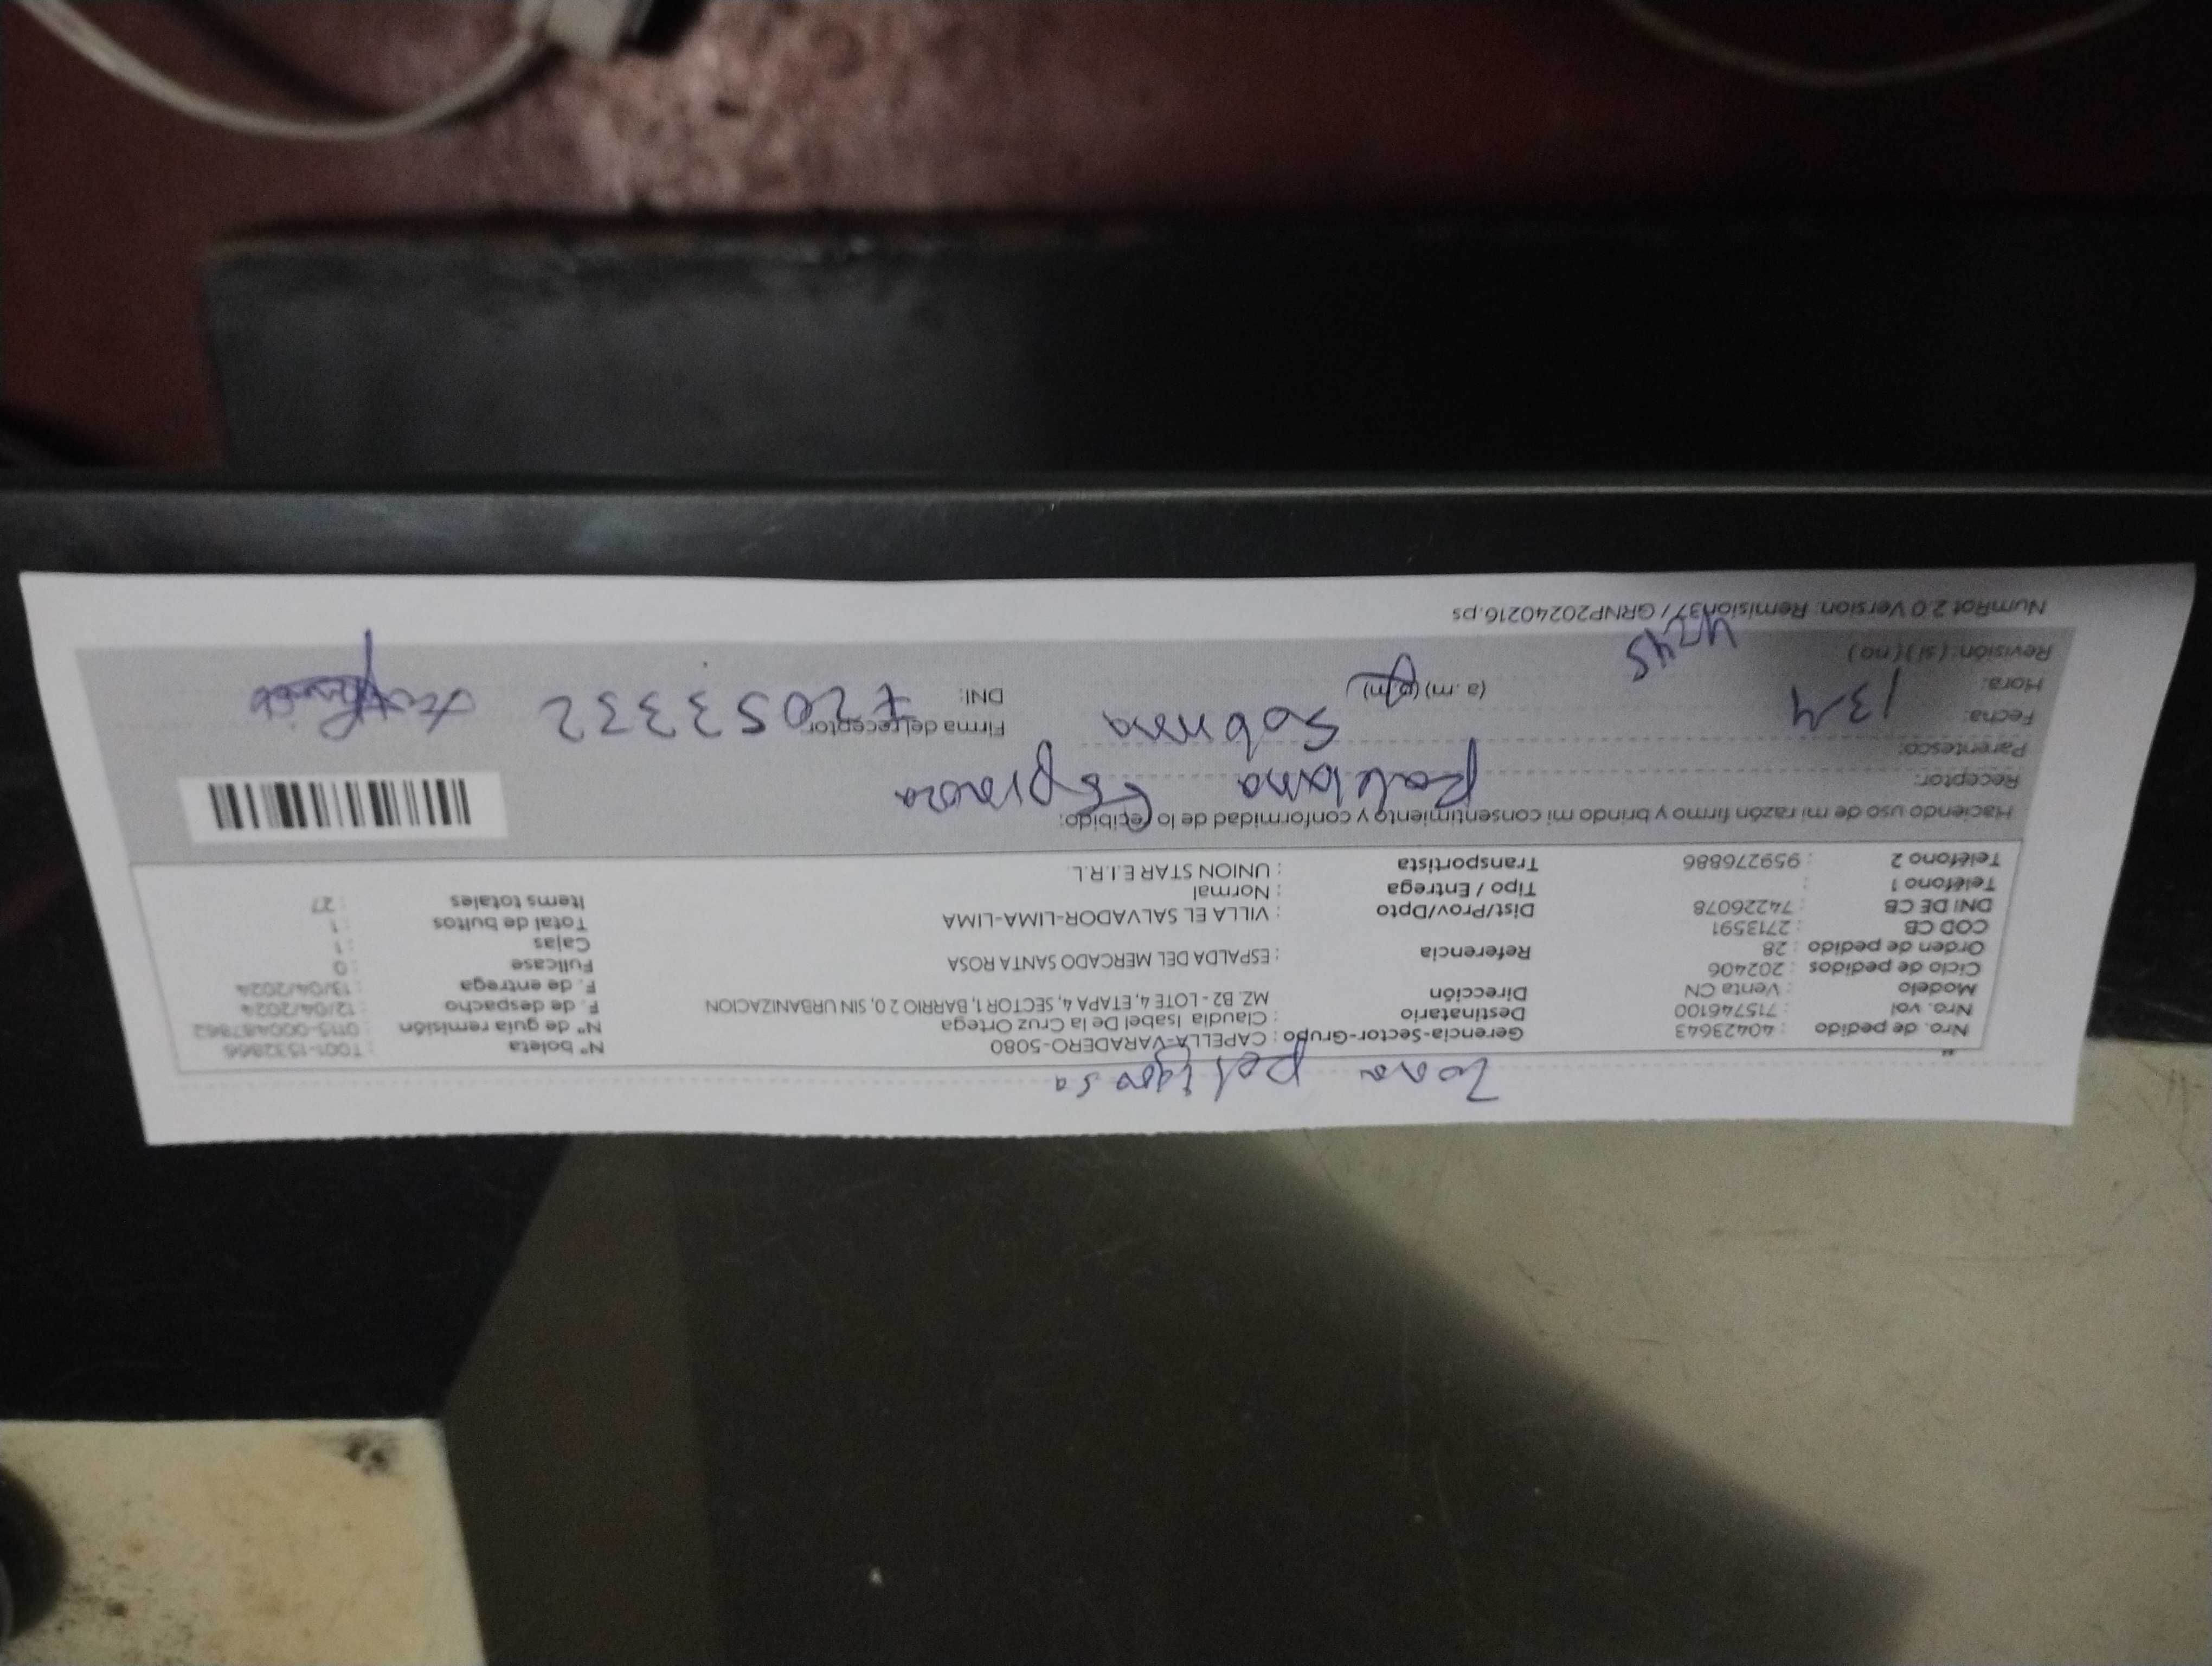 Zona peligrosa
Nro. de pedido : 40423643
Nro. vol : 715746100
Modelo : Venta CN
Ciclo de pedidos : 202406
Orden de pedido : 28
COD CB : 2713591
DNI DE CB : 74226078
Teléfono 1 :
Teléfono 2 : 959276886
Gerencia-Sector-Grupo : CAPELLA-VARADERO-5080
Destinatario : Claudia Isabel De la Cruz Ortega
Dirección MZ. B2 - LOTE 4, ETAPA 4, SECTOR 1, BARRIO 2 0, SIN URBANIZACION
Referencia : ESPALDA DEL MERCADO SANTA ROSA
Dist/Prov/Dpto : VILLA EL SALVADOR-LIMA-LIMA
Tipo / Entrega : Normal
Transportista : UNION STAR E.I.R.L.
N° boleta : T001-1532866
N° de guía remisión : 0113-000487862
F. de despacho : 12/04/2024
F. de entrega : 13/04/2024
Fullcase : 0
Cajas : 1
Total de bultos : 1
Items totales : 27
Haciendo uso de mi razón firmo y brindo mi consentimiento y conformidad de lo recibido:
Receptor: Espinoza
Parentesco: Sobrina
Fecha: 13-4
Hora: 4:45 (a .m) (p.m)
Revisión: ( si ) ( no )
Firma del receptor
DNI: 72053332
NumRot 2.0 Version: Remision37 / GRNP20240216.ps